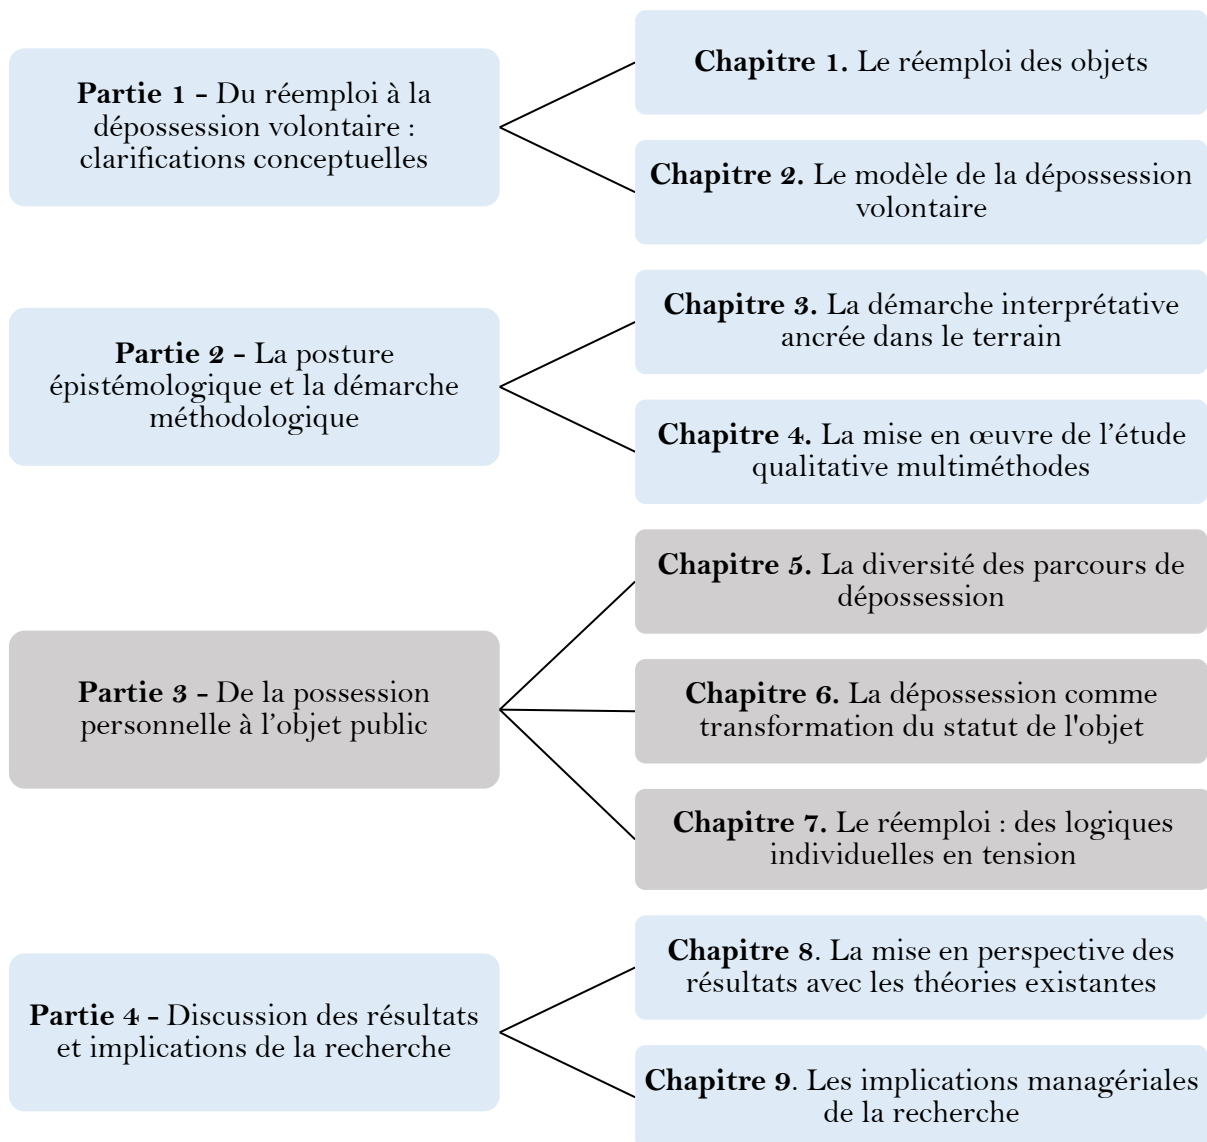 Partie 1 - Du réemploi à la
dépossession volontaire :
clarifications conceptuelles
Chapitre 1. Le réemploi des objets
Chapitre 2. Le modèle de la dépossession
volontaire
Partie 2 - La posture
épistémologique et la démarche
méthodologique
Chapitre 3. La démarche interprétative
ancrée dans le terrain
Chapitre 4. La mise en œuvre de l’étude
qualitative multiméthodes
Partie 3 - De la possession
personnelle à l’objet public
Chapitre 5. La diversité des parcours de
dépossession
Chapitre 6. La dépossession comme
transformation du statut de l'objet
Chapitre 7. Le réemploi : des logiques
individuelles en tension
Partie 4 - Discussion des résultats
et implications de la recherche
Chapitre 8. La mise en perspective des
résultats avec les théories existantes
Chapitre 9. Les implications managériales
de la recherche